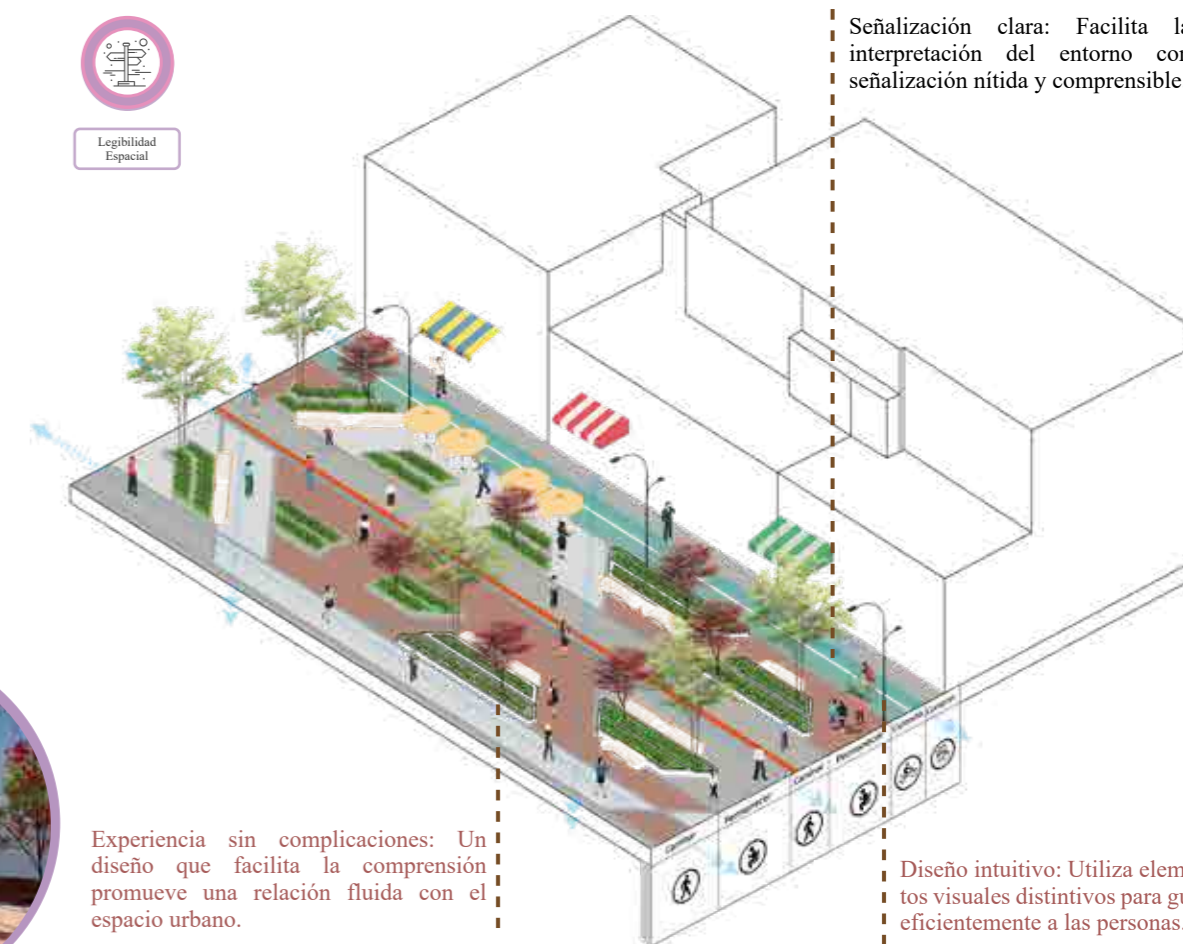 Señalización clara: Facilita la
interpretación del entorno con
señalización nítida y comprensible
Legibilidad
Espacial
Caminar
Permanecer
Caminar
Permanecer
Experiencia sin complicaciones: Un
diseño que facilita la comprensión
promueve una relación fluida con el
espacio urbano.
Diseño intuitivo: Utiliza elem
tos visuales distintivos para gu
eficientemente a las personas.